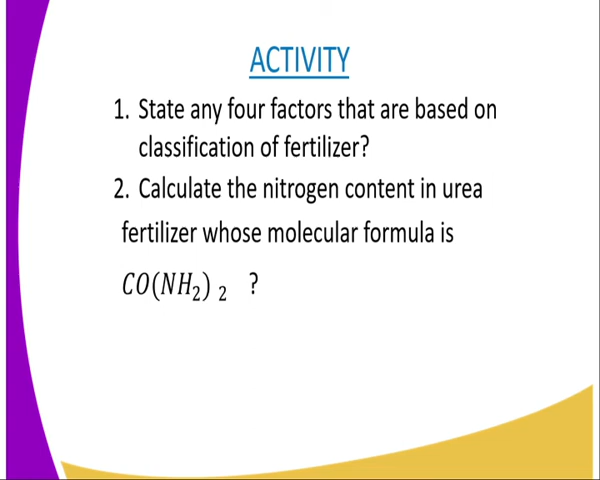 ACTIVITY
1. State any four factors that are based on
classification of fertilizer?
2. Calculate the nitrogen content in urea
fertilizer whose molecular formula is
𝐶𝑂(𝑁𝐻₂) ₂ ?